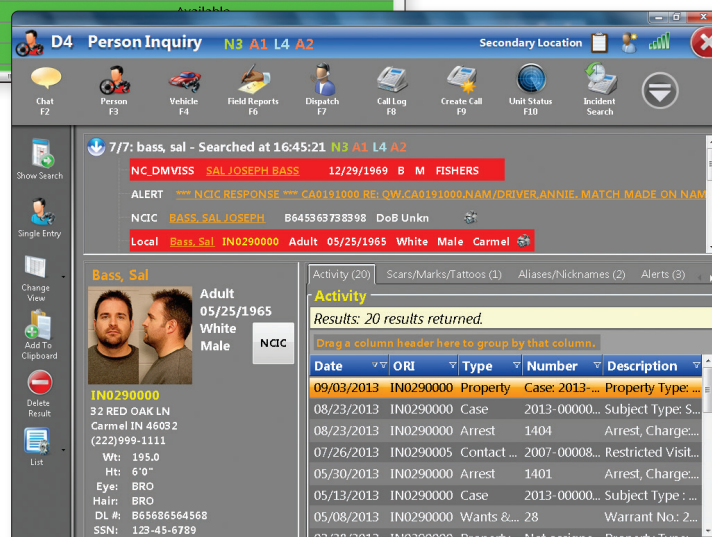 Available
D4 Person Inquiry N3 A1 L4 A2 Secondary Location
Chat F2
Person F3
Vehicle F4
Field Reports F6
Dispatch F7
Call Log F8
Create Call F9
Unit Status F10
Incident Search
Show Search
Single Entry
Change View
Add To Clipboard
Delete Result
List
7/7: bass, sal - Searched at 16:45:21 N3 A1 L4 A2
NC_DMVISS SAL JOSEPH BASS 12/29/1969 B M FISHERS
ALERT *** NCIC RESPONSE *** CA0191000 RE: QW.CA0191000.NAM/DRIVER,ANNIE. MATCH MADE ON NAM
NCIC BASS, SAL JOSEPH B645363738398 DoB Unkn
Local Bass, Sal IN0290000 Adult 05/25/1965 White Male Carmel
Bass, Sal
Adult
05/25/1965
White
Male
NCIC
IN0290000
32 RED OAK LN
Carmel IN 46032
(222)999-1111
Wt: 195.0
Ht: 6'0"
Eye: BRO
Hair: BRO
DL #: B65686564568
SSN: 123-45-6789
Activity (20) Scars/Marks/Tattoos (1) Aliases/Nicknames (2) Alerts (3)
Activity
Results: 20 results returned.
Drag a column header here to group by that column.
Date ORI Type Number Description
09/03/2013 IN0290000 Property Case: 2013-... Property Type: ...
08/23/2013 IN0290000 Case 2013-00000... Subject Type: S...
08/23/2013 IN0290000 Arrest 1404 Arrest, Charge:...
07/26/2013 IN0290005 Contact ... 2007-00008... Restricted Visit...
05/30/2013 IN0290000 Arrest 1401 Arrest, Charge:...
05/13/2013 IN0290000 Case 2013-00000... Subject Type : ...
05/08/2013 IN0290000 Wants &... 28 Warrant No.: 2...